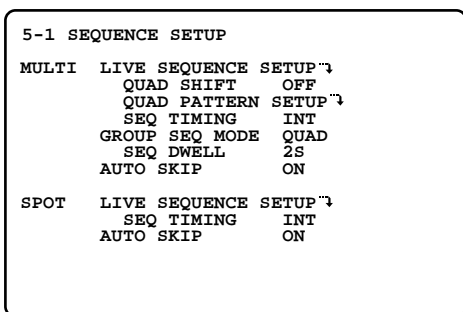 5-1 SEQUENCE SETUP
MULTI LIVE SEQUENCE SETUP
QUAD SHIFT OFF
QUAD PATTERN SETUP
SEQ TIMING INT
GROUP SEQ MODE QUAD
SEQ DWELL 2S
AUTO SKIP ON
SPOT LIVE SEQUENCE SETUP
SEQ TIMING INT
AUTO SKIP ON